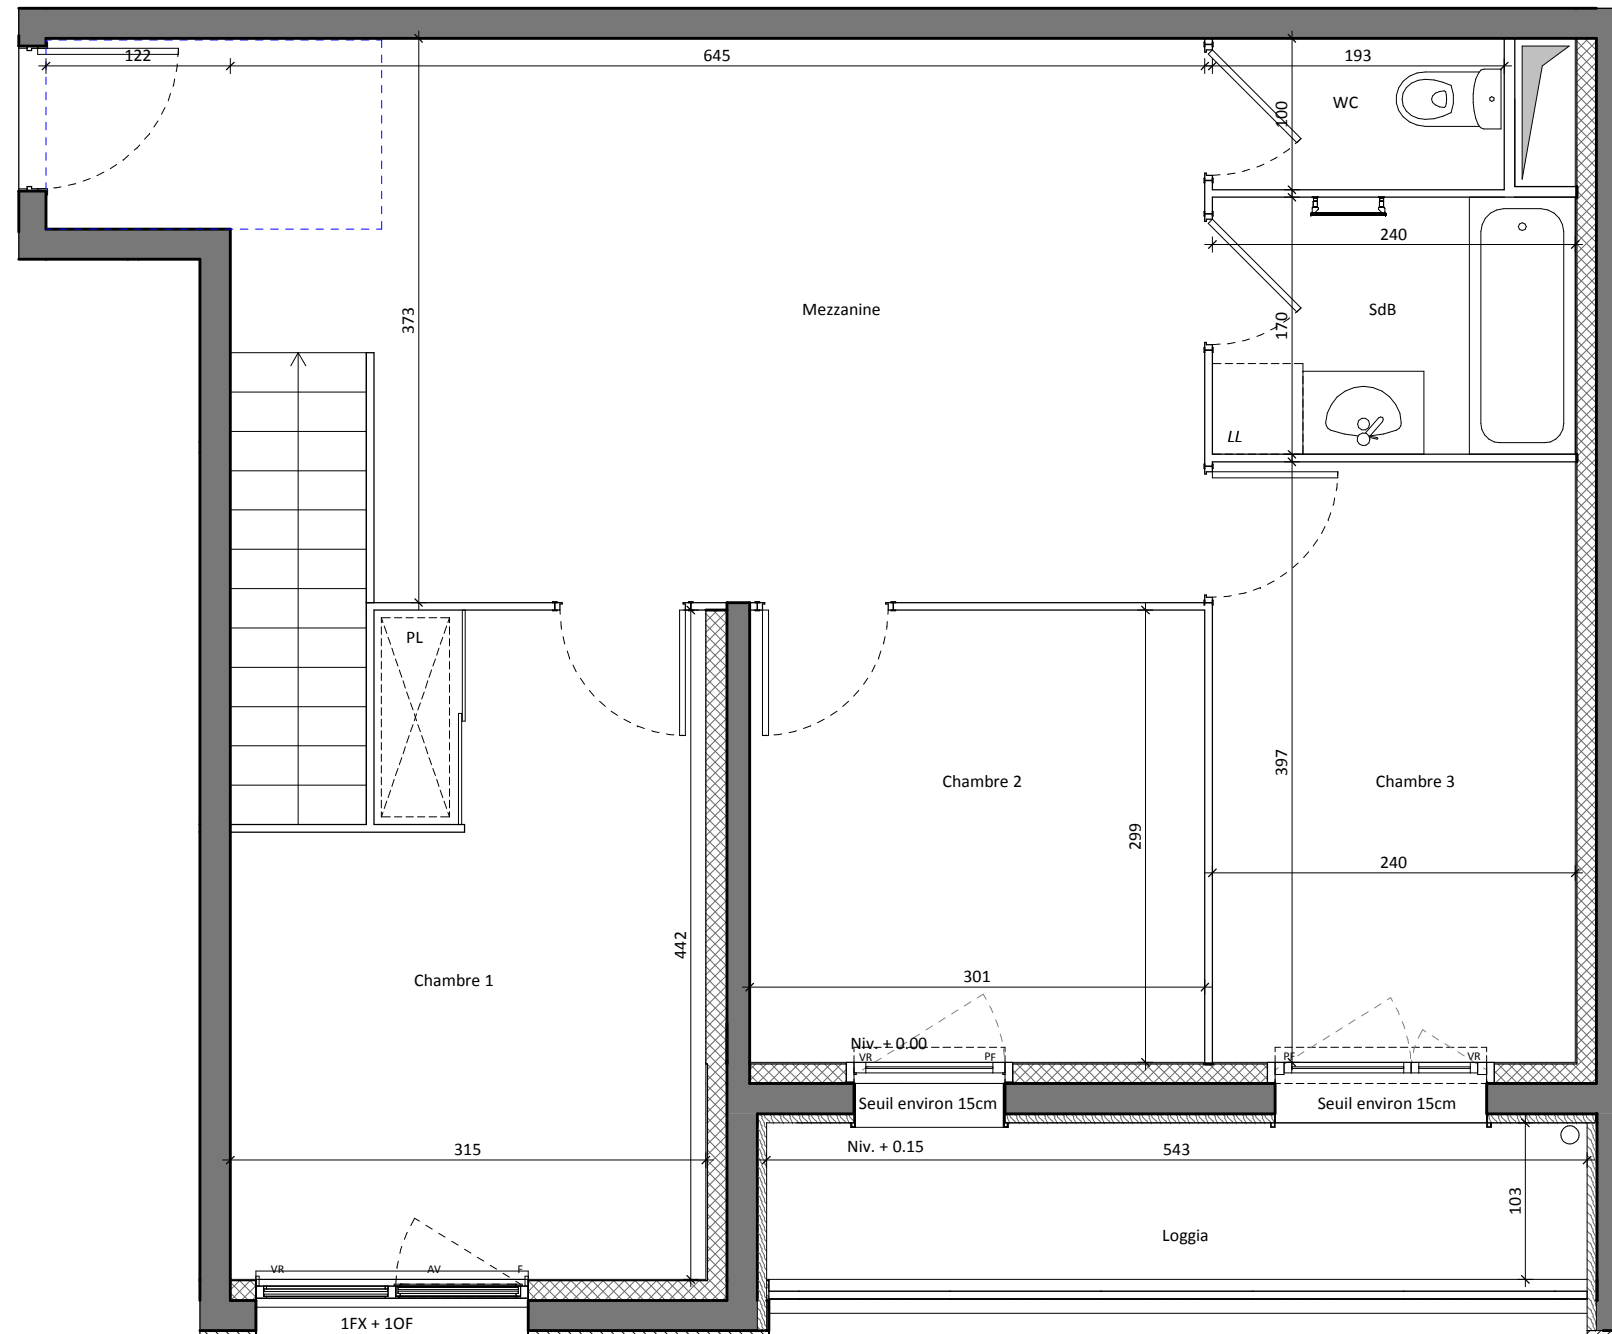 122
645
193
WC
100
240
Mezzanine
SdB
373
170
LL
PL
Chambre 2
Chambre 3
397
299
240
442
Chambre 1
301
Niv. + 0.00
VR
PF
PF
VR
Seuil environ 15cm
Seuil environ 15cm
Niv. + 0.15
315
543
103
Loggia
VR
AV
F
1FX + 1OF